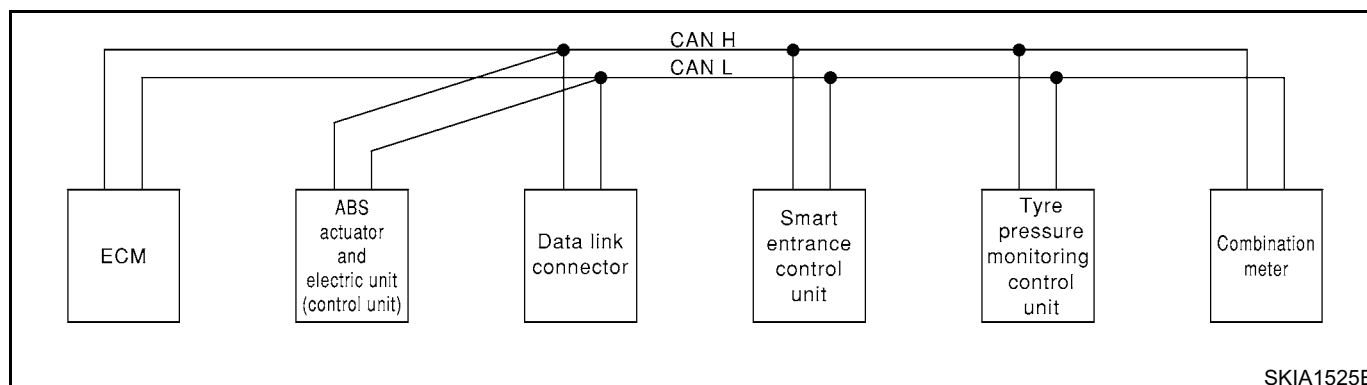 CAN H
CAN L
ECM
ABS
actuator
and
electric unit
(control unit)
Data link
connector
Smart
entrance
control
unit
Tyre
pressure
monitoring
control
unit
Combination
meter
SKIA1525E